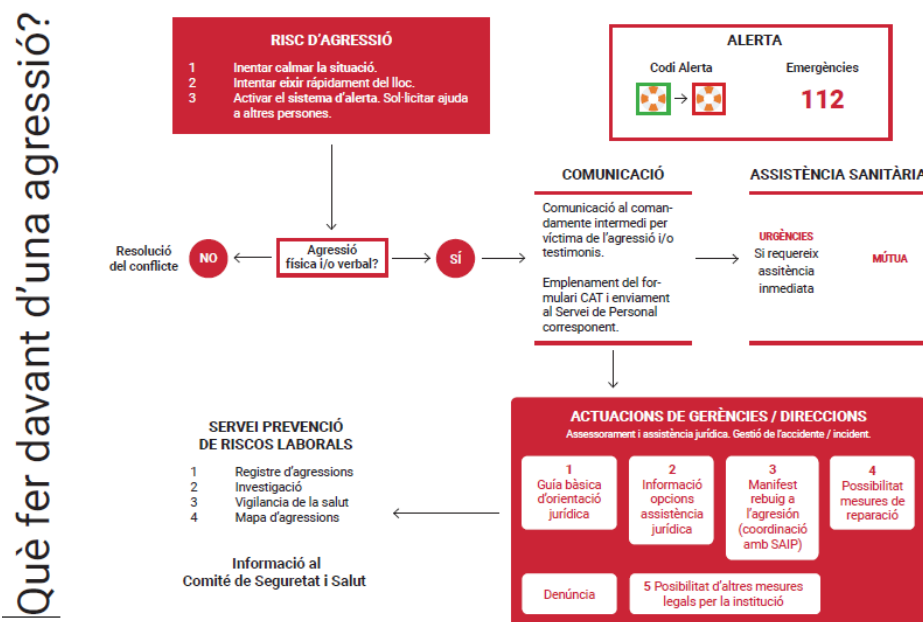 Què fer davant d'una agressió?
RISC D'AGRESSIÓ
1 Inentar calmar la situació.
2 Intentar eixir rápidament del lloc.
3 Activar el sistema d'alerta. Sol·licitar ajuda
a altres persones.
ALERTA
Codi Alerta
Emergències
112
Resolució
del conflicte
NO
Agressió
física i/o verbal?
SÍ
COMUNICACIÓ
Comunicació al coman-
damente intermedi per
víctima de l'agressió i/o
testimonis.
Emplenament del for-
mulari CAT i enviament
al Servei de Personal
corresponent.
ASSISTÈNCIA SANITÀRIA
URGÈNCIES
Si requereix
assitència
inmediata
MÚTUA
ACTUACIONS DE GERÈNCIES / DIRECCIONS
Assessorament i assistència jurídica. Gestió de l'accidente / incident.
1
Guía bàsica
d'orientació
jurídica
2
Informació
opcions
assistència
jurídica
3
Manifest
rebuig a
l'agresión
(coordinació
amb SAIP)
4
Possibilitat
mesures de
reparació
Denúncia
5 Posibilitat d'altres mesures
legals per la institució
SERVEI PREVENCIÓ
DE RISCOS LABORALS
1 Registre d'agressions
2 Investigació
3 Vigilancia de la salut
4 Mapa d'agressions
Informació al
Comité de Seguretat i Salut